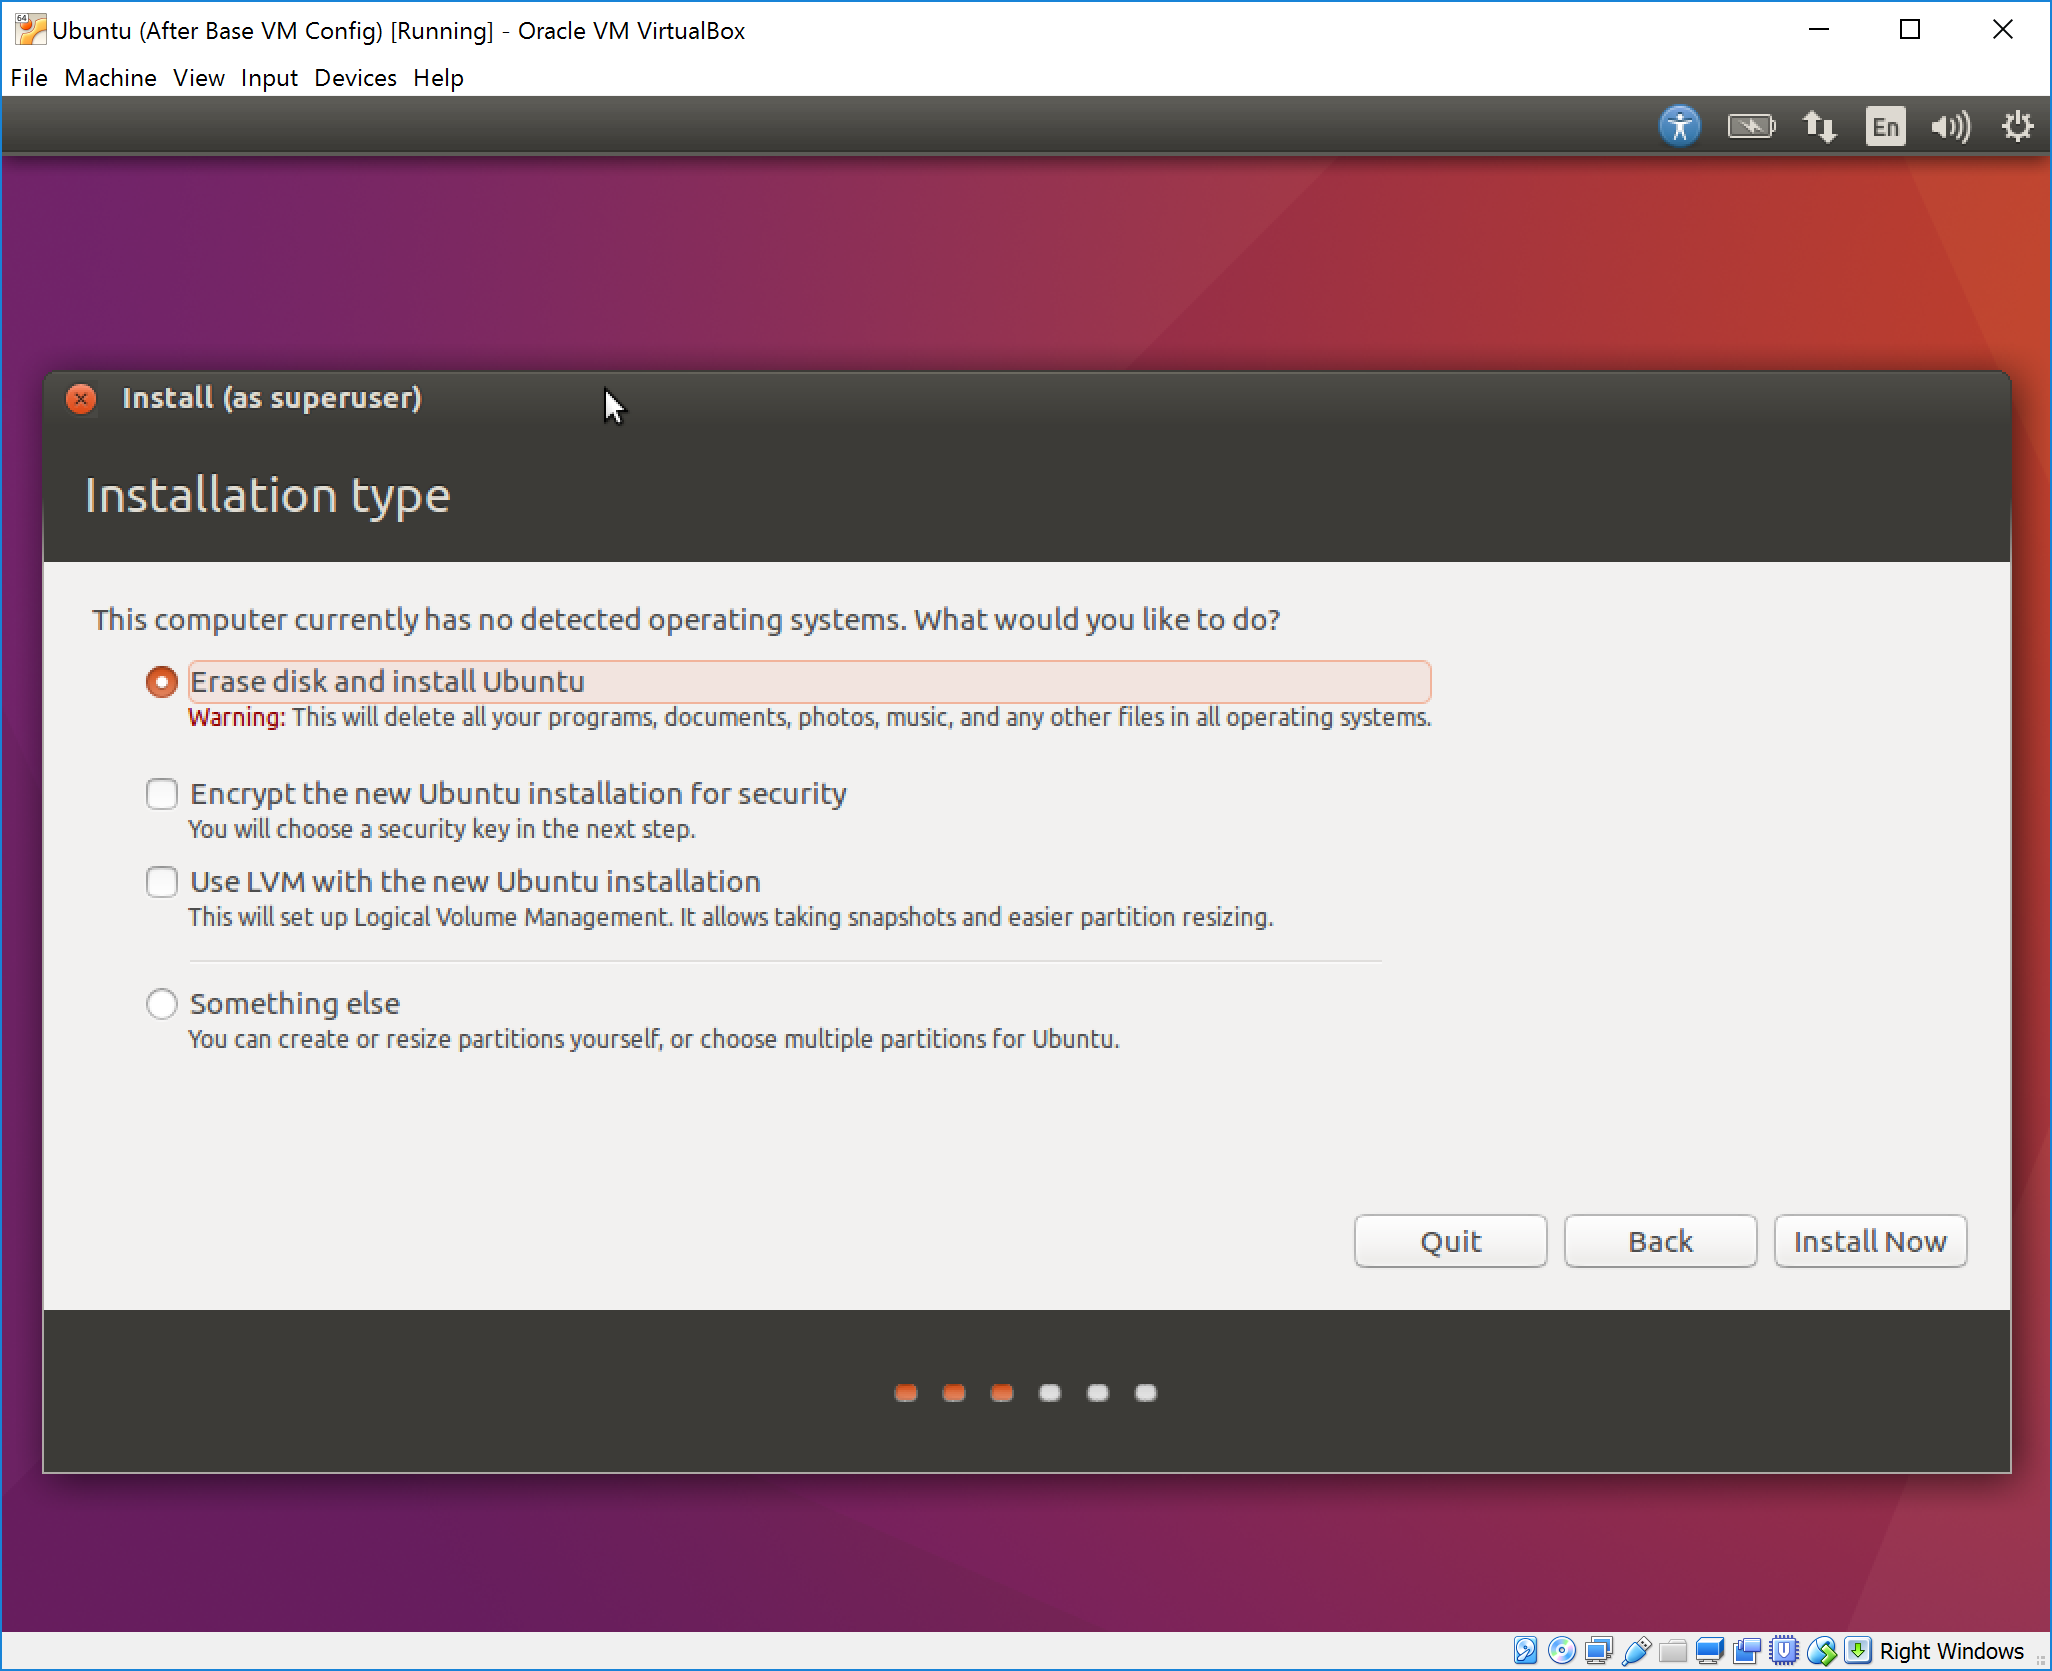 Ubuntu (After Base VM Config) [Running] - Oracle VM VirtualBox
File Machine View Input Devices Help
En
Install (as superuser)
Installation type
This computer currently has no detected operating systems. What would you like to do?
Erase disk and install Ubuntu
Warning: This will delete all your programs, documents, photos, music, and any other files in all operating systems.
Encrypt the new Ubuntu installation for security
You will choose a security key in the next step.
Use LVM with the new Ubuntu installation
This will set up Logical Volume Management. It allows taking snapshots and easier partition resizing.
Something else
You can create or resize partitions yourself, or choose multiple partitions for Ubuntu.
Quit Back Install Now
Right Windows